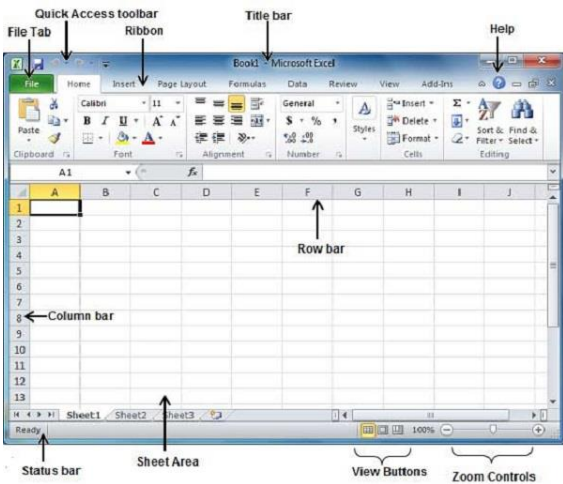 Quick Access toolbar
Title bar
File Tab
Ribbon
Help
Book1 - Microsoft Excel
File Home Insert Page Layout Formulas Data Review View Add-Ins
Calibri 11 General Insert
Paste B I U A A $ % , Styles Delete Sort & Filter Find & Select
Format
Clipboard Font Alignment Number Cells Editing
A1 fx
A B C D E F G H I J
1
2
3
Row bar
4
5
6
7
8 Column bar
9
10
11
12
13
Sheet1 Sheet2 Sheet3
Ready 100%
Status bar
Sheet Area
View Buttons
Zoom Controls